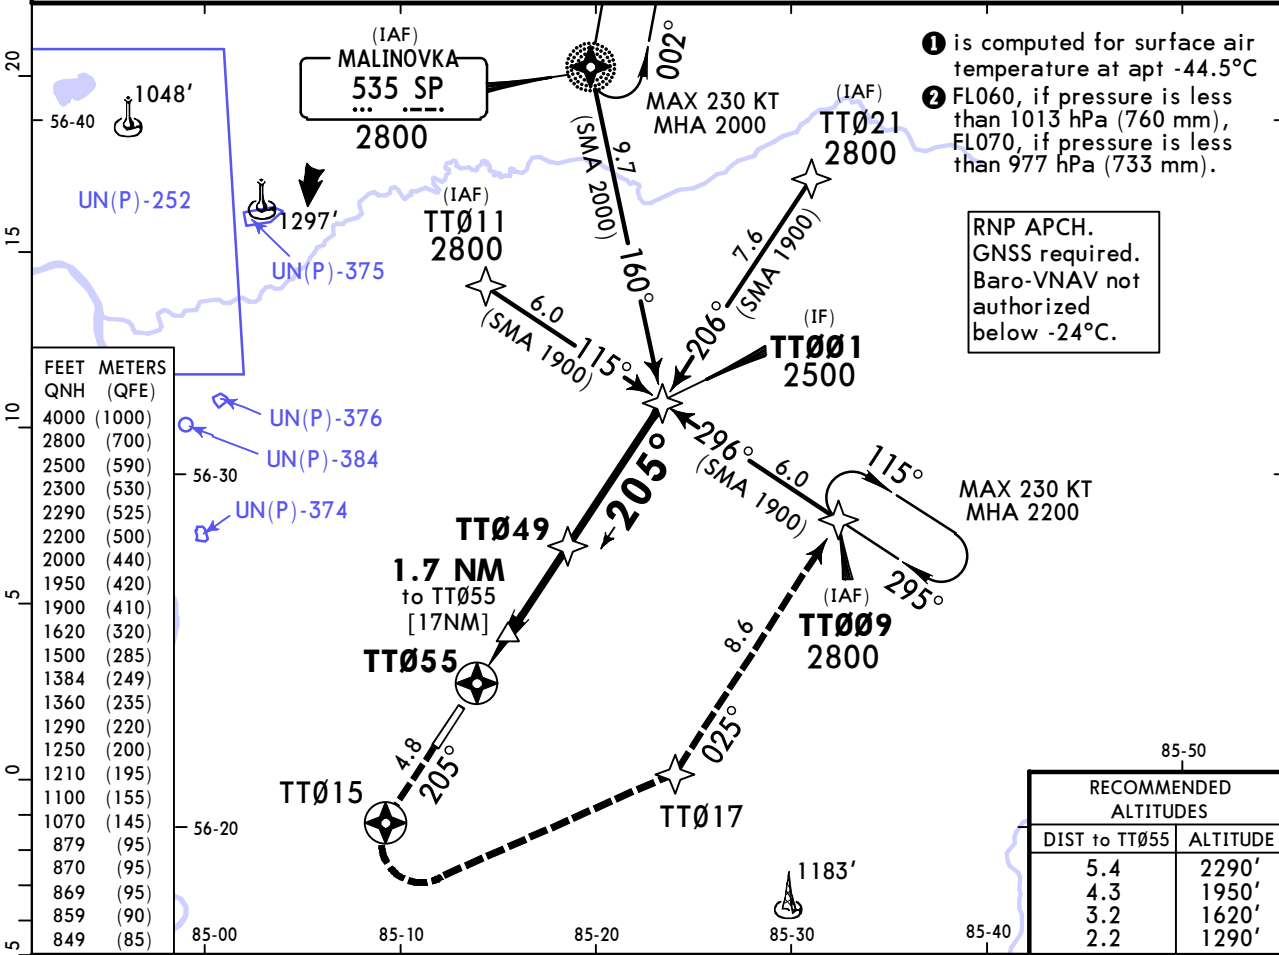 (IAF)
MALINOVKA
535 SP
2800
002°
MAX 230 KT
MHA 2000
❶ is computed for surface air
temperature at apt -44.5°C
❷ FL060, if pressure is less
than 1013 hPa (760 mm),
FL070, if pressure is less
than 977 hPa (733 mm).
(IAF)
TTØ21
2800
20
1048'
56-40
UN(P)-252
1297'
UN(P)-375
(IAF)
TTØ11
2800
9.7
(SMA 2000)
160°
7.6
(SMA 1900)
206°
RNP APCH.
GNSS required.
Baro-VNAV not
authorized
below -24°C.
15
6.0
(SMA 1900)
115°
(IF)
TTØØ1
2500
FEET METERS
QNH (QFE)
4000 (1000)
2800 (700)
2500 (590)
2300 (530)
2290 (525)
2200 (500)
2000 (440)
1950 (420)
1900 (410)
1620 (320)
1500 (285)
1384 (249)
1360 (235)
1290 (220)
1250 (200)
1210 (195)
1100 (155)
1070 (145)
879 (95)
870 (95)
869 (95)
859 (90)
849 (85)
10
UN(P)-376
UN(P)-384
56-30
UN(P)-374
205°
296°
6.0
(SMA 1900)
115°
MAX 230 KT
MHA 2200
295°
TTØ49
1.7 NM
to TTØ55
[17NM]
(IAF)
TTØØ9
2800
5
TTØ55
8.6
025°
4.8
205°
TTØ15
TTØ17
0
56-20
1183'
85-50
RECOMMENDED
ALTITUDES
DIST to TTØ55 ALTITUDE
5.4 2290'
4.3 1950'
3.2 1620'
2.2 1290'
5
85-00
85-10
85-20
85-30
85-40